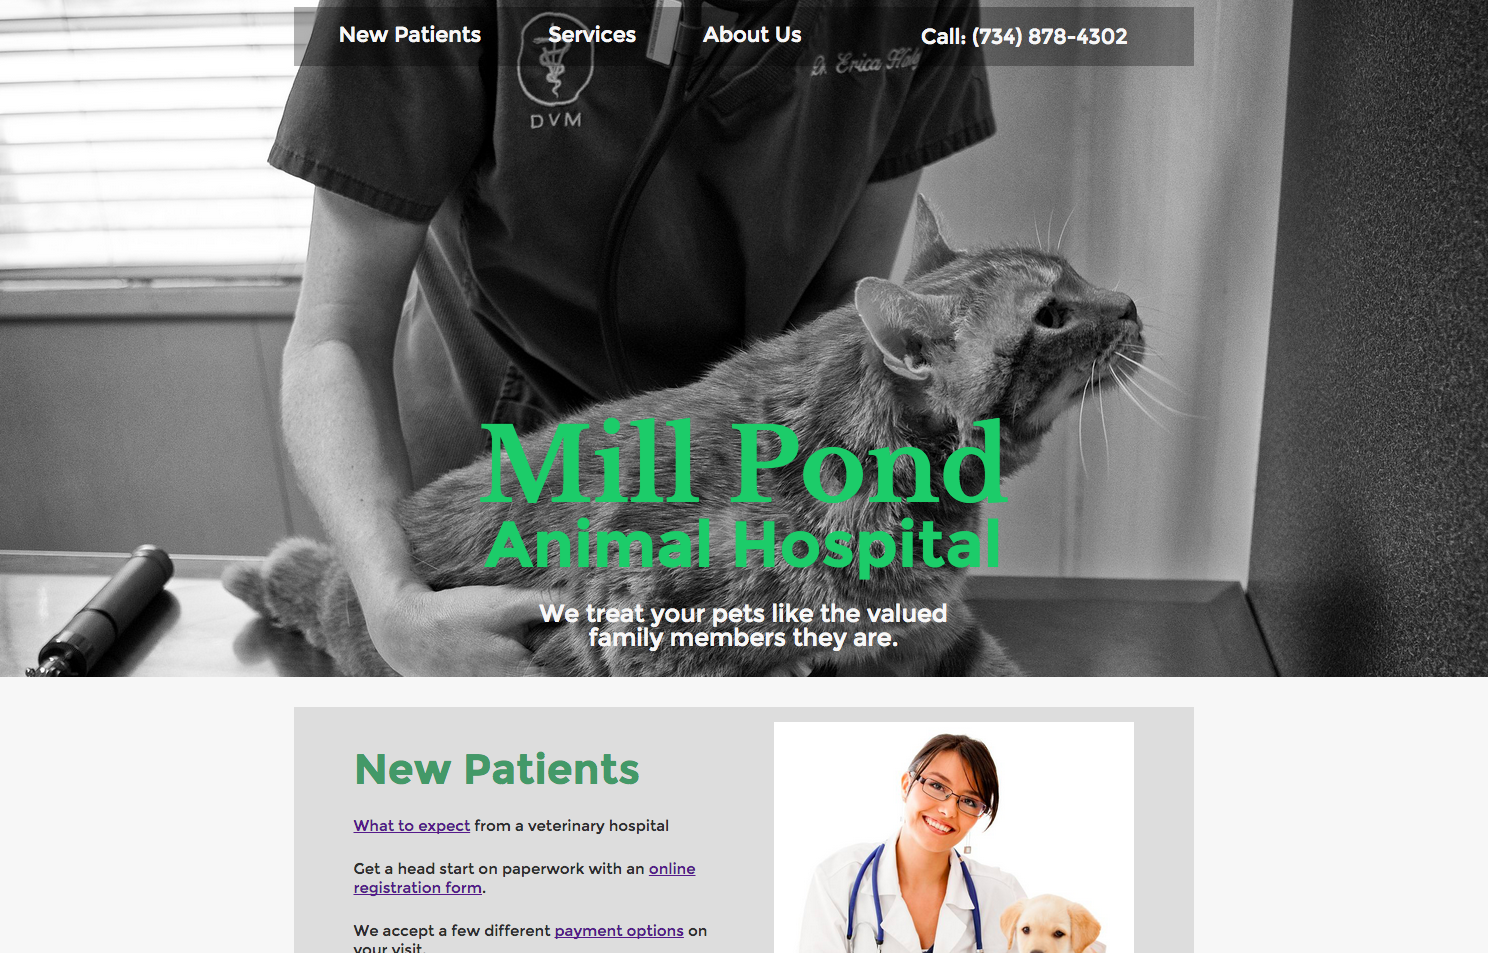 New Patients
Services
About Us
Call: (734) 878-4302
Dr. Erica
DVM
Mill Pond
Animal Hospital
We treat your pets like the valued
family members they are.
New Patients
What to expect from a veterinary hospital
Get a head start on paperwork with an online
registration form.
We accept a few different payment options on
your visit.